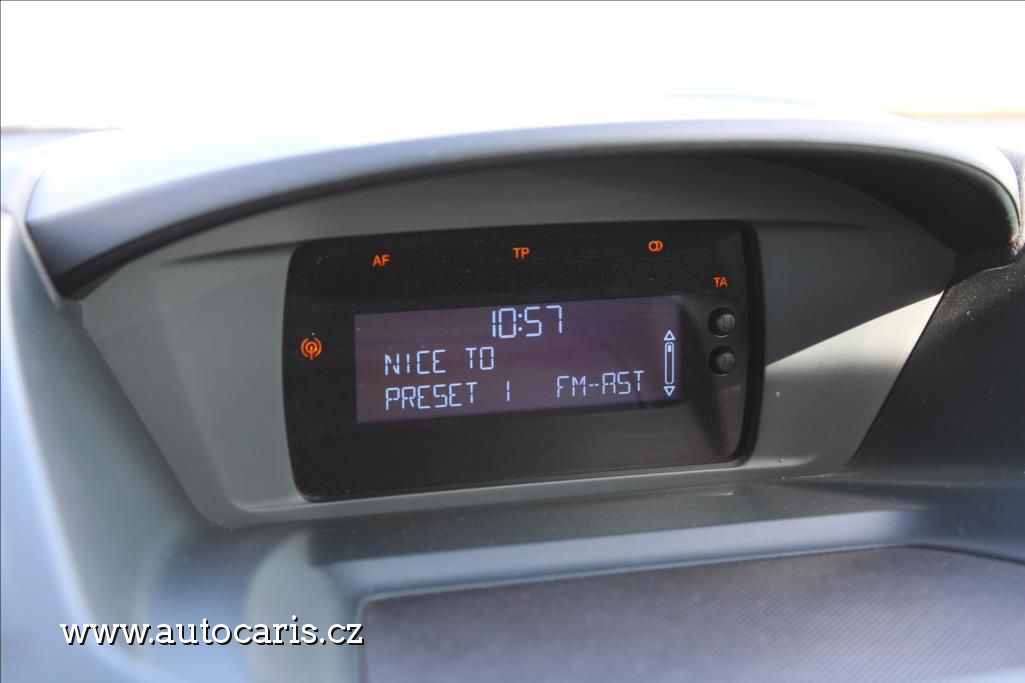 AF TP TA
10:57
NICE TO
PRESET 1 FM--AST
H
M
www.autocaris.cz